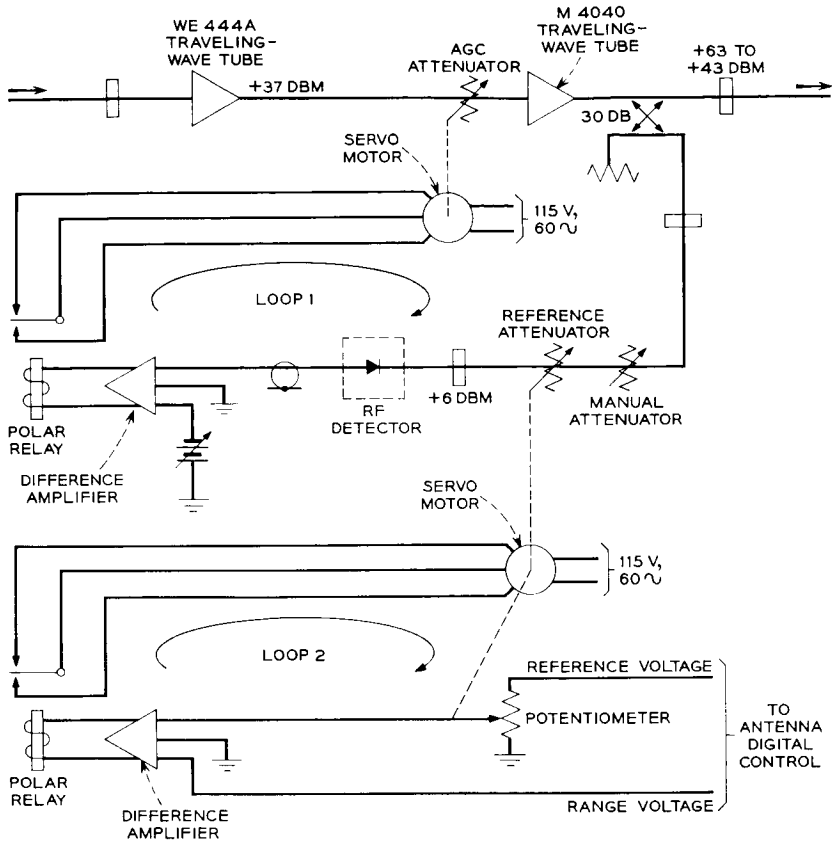 WE 444A
TRAVELING-
WAVE TUBE
+37 DBM
AGC
ATTENUATOR
M 4040
TRAVELING-
WAVE TUBE
+63 TO
+43 DBM
30 DB
SERVO
MOTOR
115 V,
60 ∿
LOOP 1
REFERENCE
ATTENUATOR
MANUAL
ATTENUATOR
+6 DBM
RF
DETECTOR
POLAR
RELAY
DIFFERENCE
AMPLIFIER
SERVO
MOTOR
115 V,
60 ∿
LOOP 2
REFERENCE VOLTAGE
POTENTIOMETER
TO
ANTENNA
DIGITAL
CONTROL
RANGE VOLTAGE
POLAR
RELAY
DIFFERENCE
AMPLIFIER